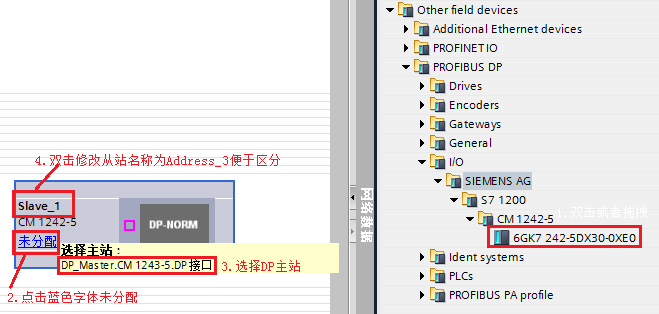 4.双击修改从站名称为Address_3便于区分
Slave_1
CM 1242-5
DP-NORM
未分配
选择主站：
DP_Master.CM 1243-5.DP 接口
3.选择DP主站
2.点击蓝色字体未分配
网络数据
Other field devices
Additional Ethernet devices
PROFINET IO
PROFIBUS DP
Drives
Encoders
Gateways
General
I/O
SIEMENS AG
S7 1200
CM 1242-5
1.双击或者拖拽
6GK7 242-5DX30-0XE0
Ident systems
PLCs
PROFIBUS PA profile